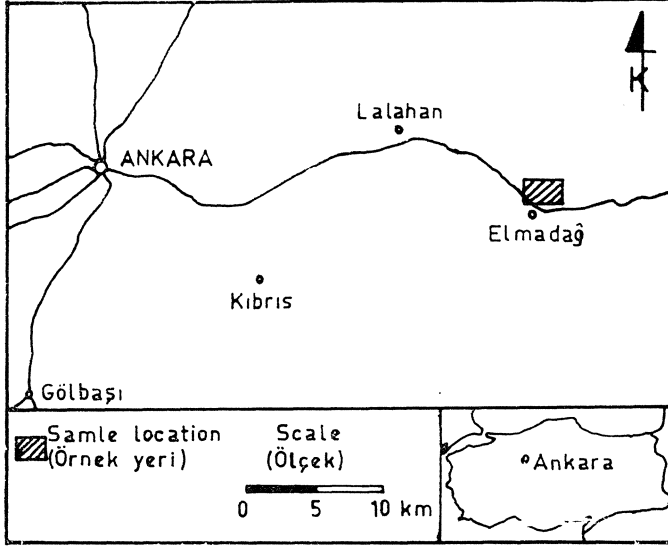 K
Lalahan
ANKARA
Elmadağ
Kıbrıs
Gölbaşı
Samle location
(Örnek yeri)
Scale
(Ölçek)
0 5 10 km
Ankara